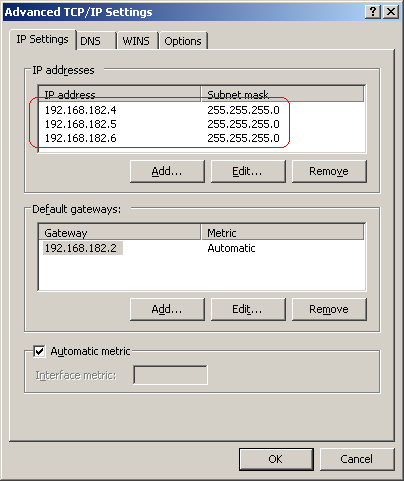 Advanced TCP/IP Settings
IP Settings DNS WINS Options
IP addresses
IP address Subnet mask
192.168.182.4 255.255.255.0
192.168.182.5 255.255.255.0
192.168.182.6 255.255.255.0
Add... Edit... Remove
Default gateways:
Gateway Metric
192.168.182.2 Automatic
Add... Edit... Remove
Automatic metric
Interface metric:
OK Cancel